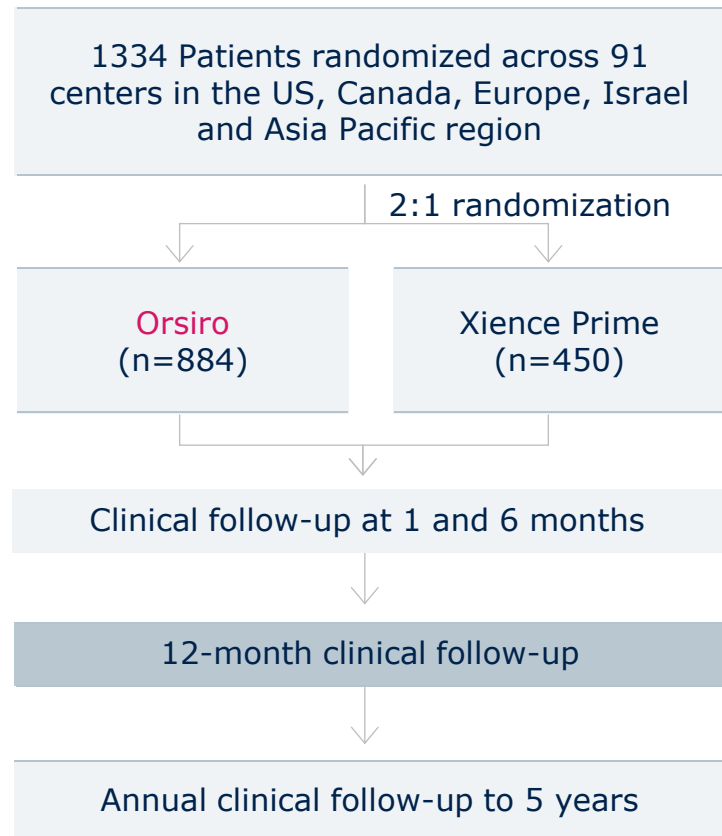 1334 Patients randomized across 91
centers in the US, Canada, Europe, Israel
and Asia Pacific region
2:1 randomization
Orsiro
(n=884)
Xience Prime
(n=450)
Clinical follow-up at 1 and 6 months
12-month clinical follow-up
Annual clinical follow-up to 5 years